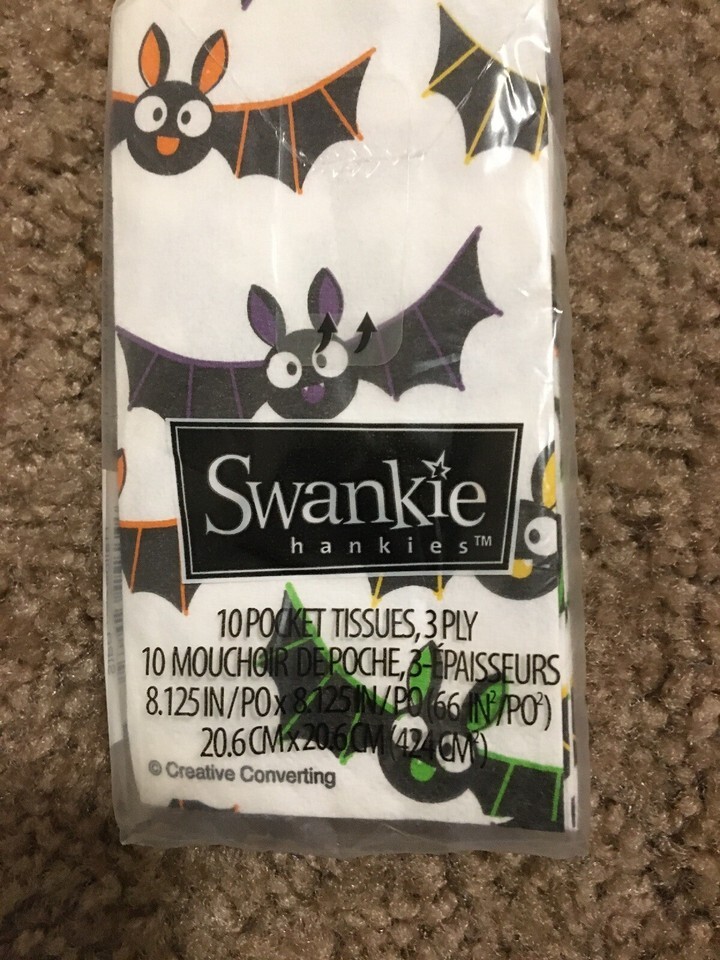 Swankie
hankies™
10 POCKET TISSUES, 3 PLY
10 MOUCHOIR DE POCHE, 3-ÉPAISSEURS
8.125 IN/PO x 8.125 IN/PO (66 IN²/PO²)
20.6 CM x 20.6 CM (424 CM²)
© Creative Converting